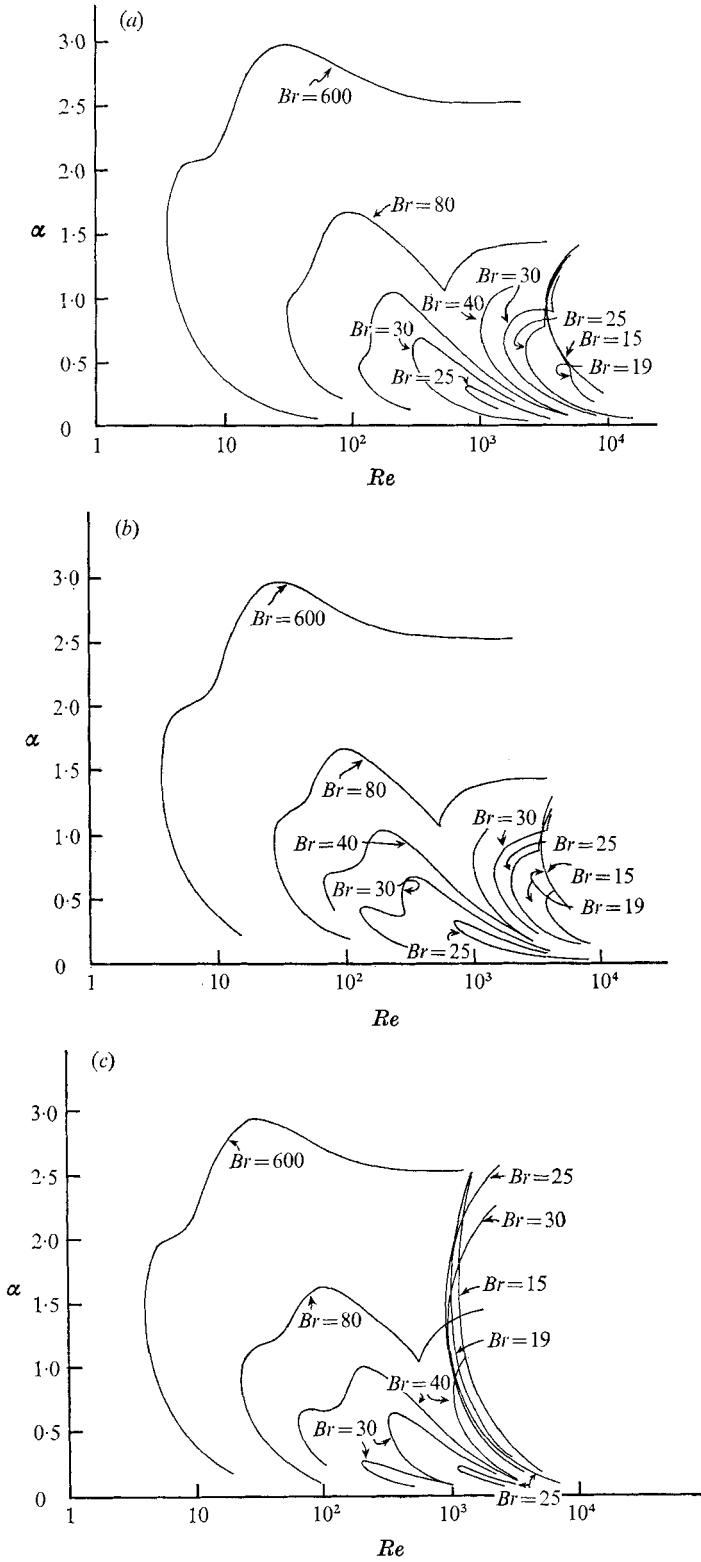 (a)
3·0
Br=600
2·5
2·0
Br=80
α
1·5
Br=30
1·0
Br=40
Br=25
Br=30
Br=15
0·5
Br=25
Br=19
0
1
10
10²
10³
10⁴
Re
(b)
3·0
Br=600
2·5
2·0
α
1·5
Br=80
Br=30
1·0
Br=40
Br=25
Br=15
0·5
Br=30
Br=19
Br=25
0
1
10
10²
10³
10⁴
Re
(c)
3·0
Br=600
Br=25
2·5
Br=30
2·0
α
1·5
Br=15
Br=80
Br=19
1·0
Br=40
0·5
Br=30
0
Br=25
1
10
10²
10³
10⁴
Re